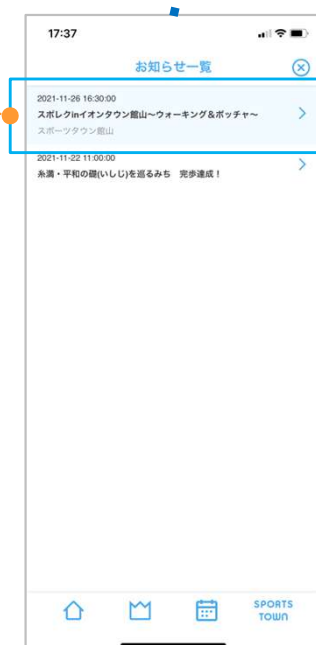 17:37
お知らせ一覧
2021-11-26 16:30:00
スポレクinイオンタウン館山~ウォーキング&ボッチャ~
スポーツタウン館山
2021-11-22 11:00:00
糸満・平和の礎(いしじ)を巡るみち 完歩達成!
SPORTS
TOWN